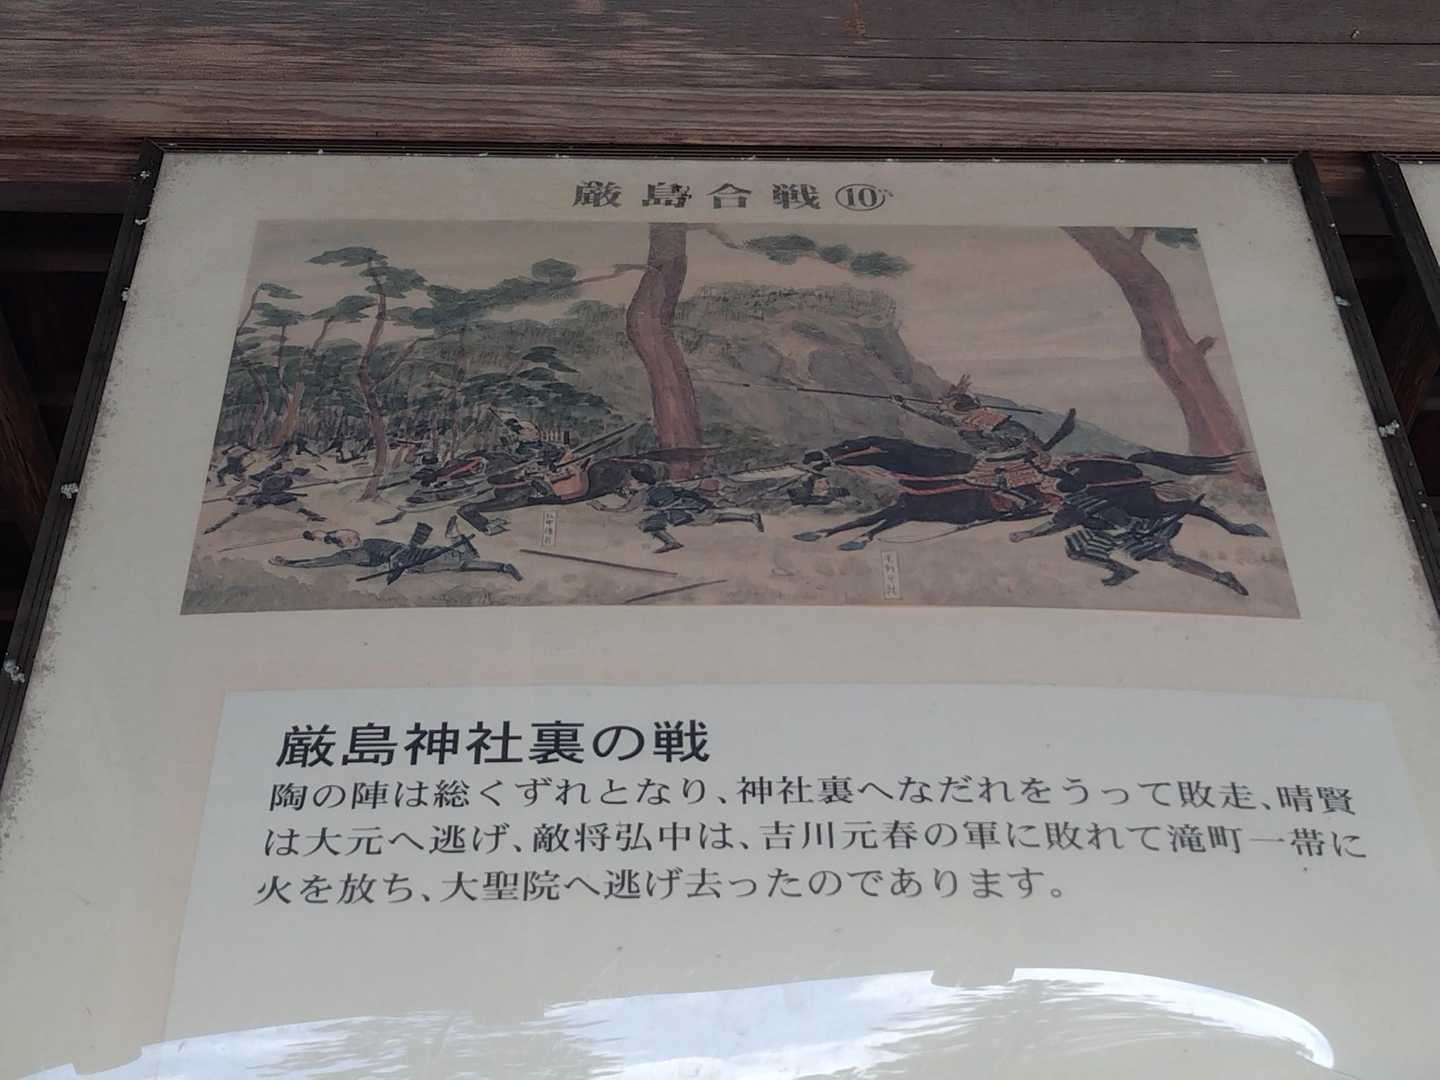 厳島合戦⑩
厳島神社裏の戦
陶の陣は総くずれとなり、神社裏へなだれをうって敗走、晴賢
は大元へ逃げ、敵将弘中は、吉川元春の軍に敗れて滝町一帯に
火を放ち、大聖院へ逃げ去ったのであります。